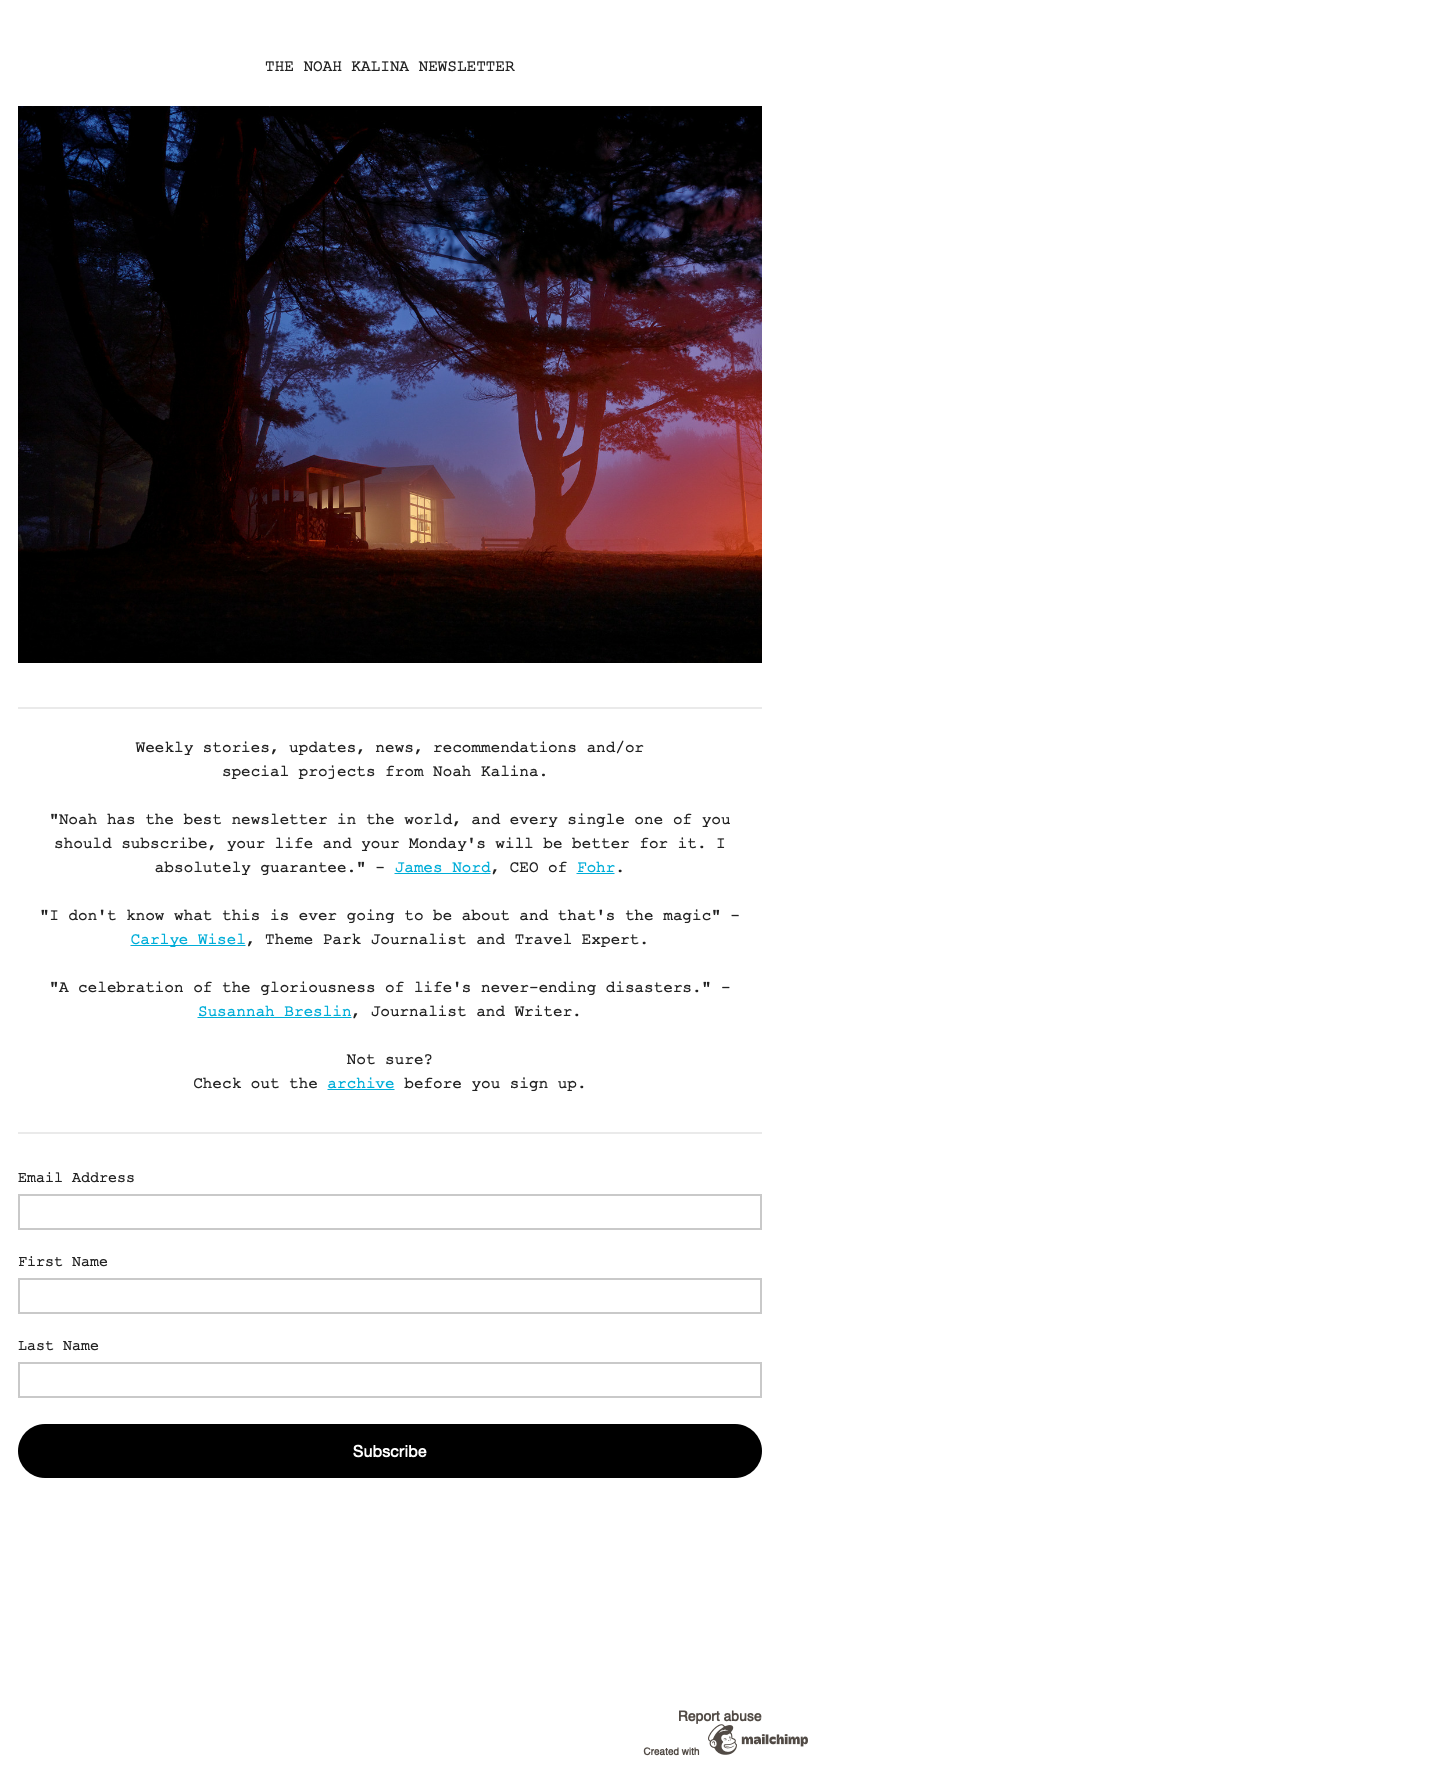 THE NOAH KALINA NEWSLETTER
Weekly stories, updates, news, recommendations and/or
special projects from Noah Kalina.
"Noah has the best newsletter in the world, and every single one of you
should subscribe, your life and your Monday's will be better for it. I
absolutely guarantee." - James Nord, CEO of Fohr.
"I don't know what this is ever going to be about and that's the magic" -
Carlye Wisel, Theme Park Journalist and Travel Expert.
"A celebration of the gloriousness of life's never-ending disasters." -
Susannah Breslin, Journalist and Writer.
Not sure?
Check out the archive before you sign up.
Email Address
First Name
Last Name
Subscribe
Report abuse
Created with mailchimp